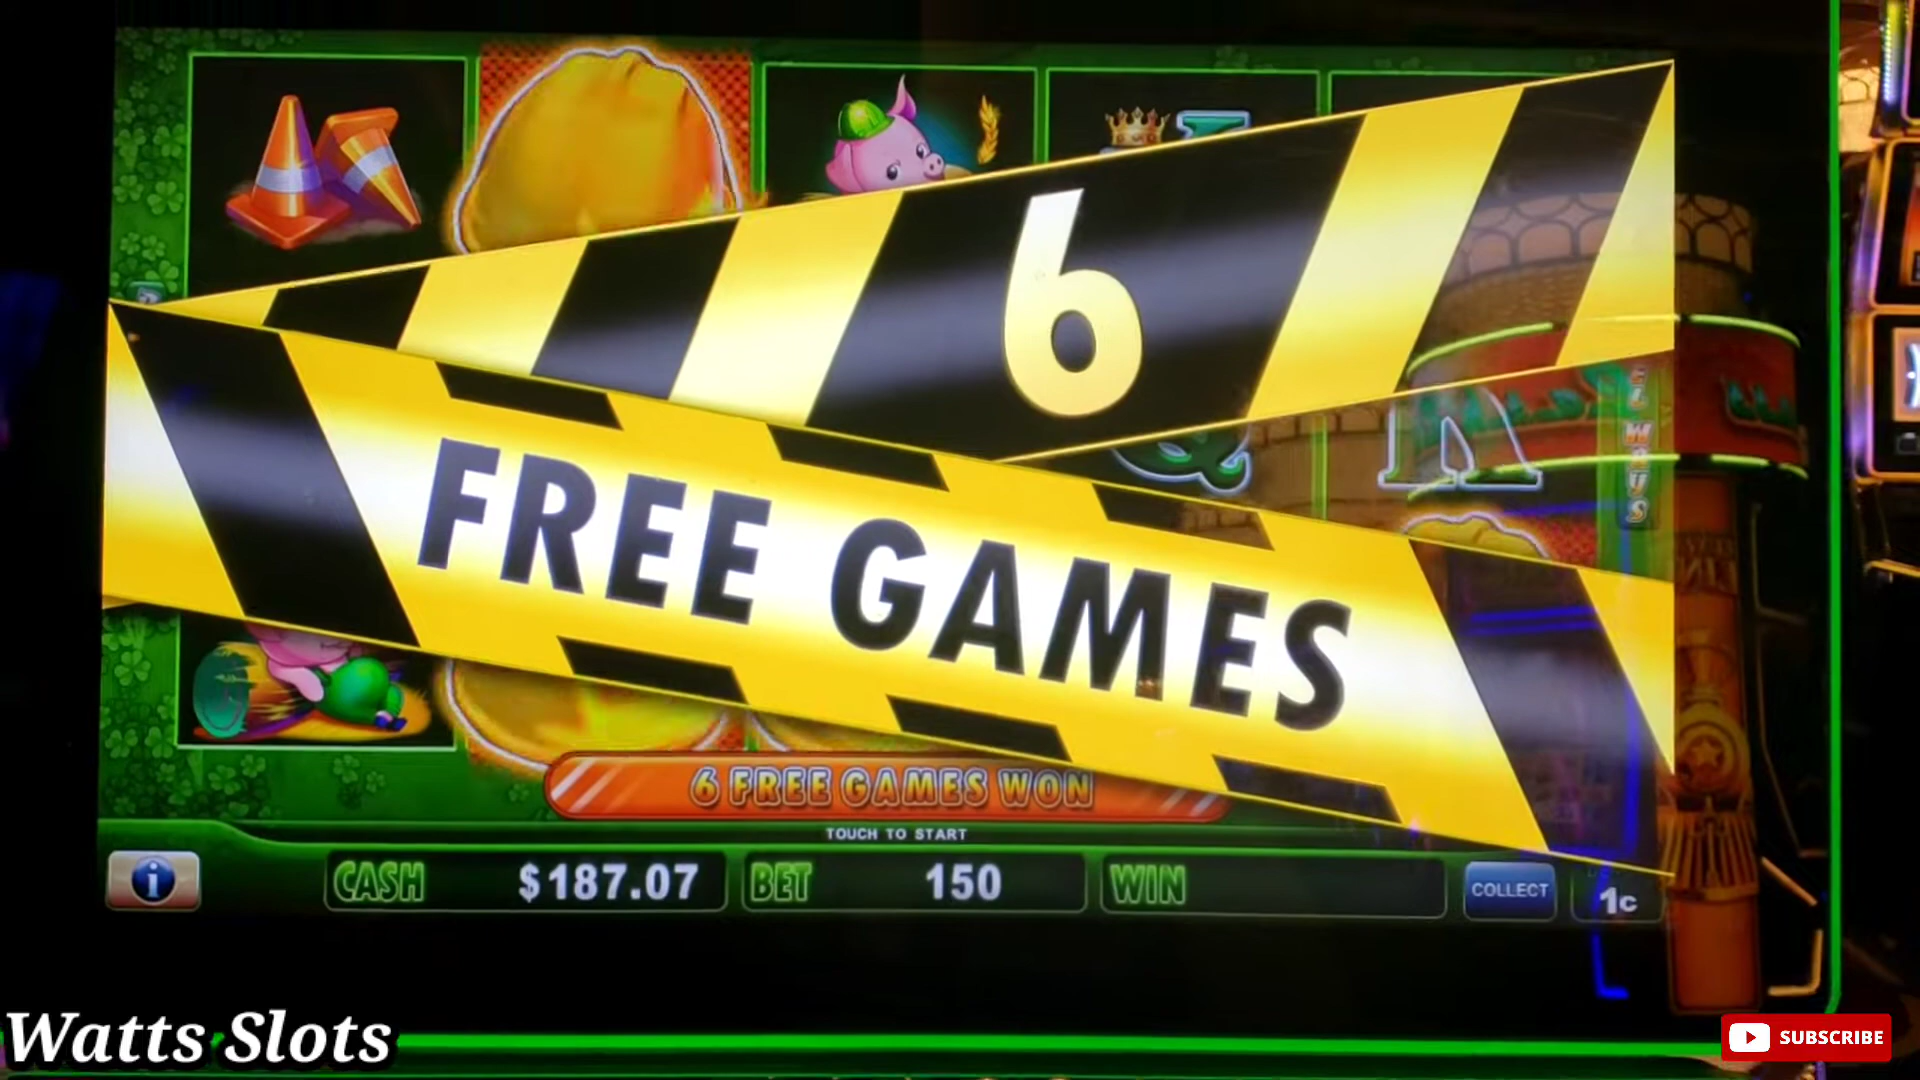 6
FREE GAMES
Q
6 FREE GAMES WON
TOUCH TO START
i
CASH $187.07 BET 150 WIN
COLLECT
1c
Watts Slots
SUBSCRIBE